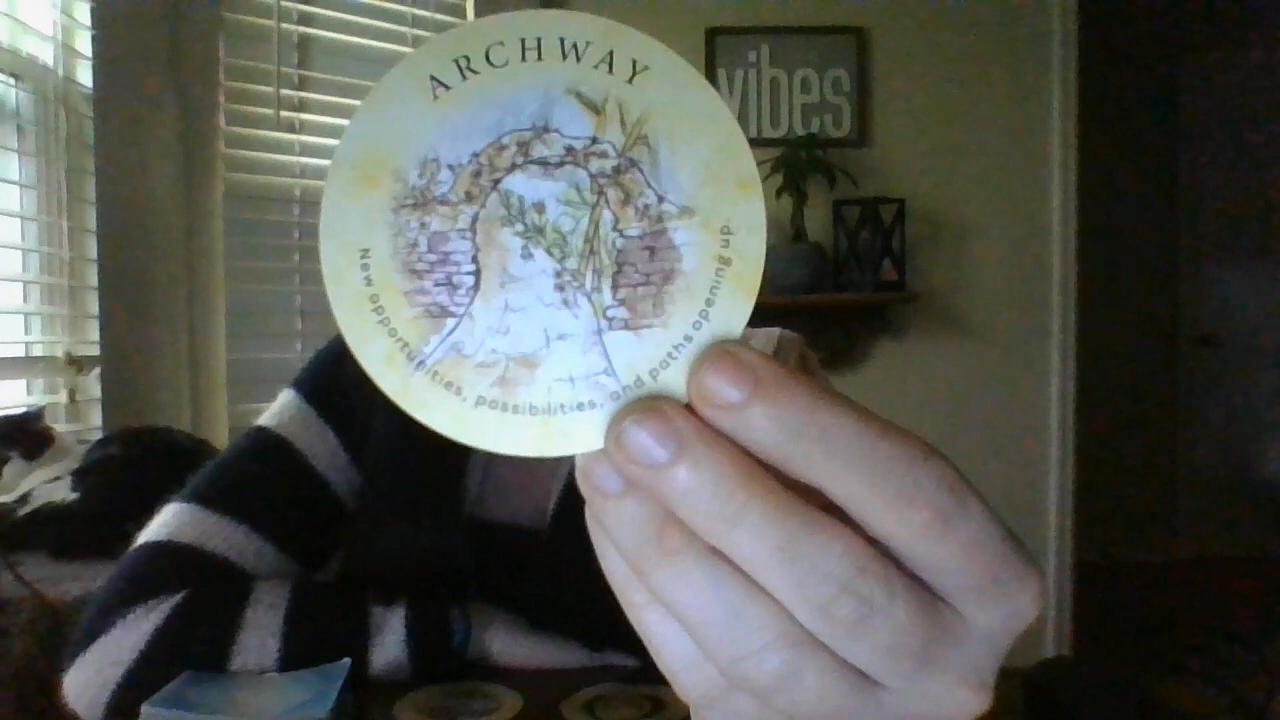 ARCHWAY
vibes
New opportunities, possibilities, and paths opening up.